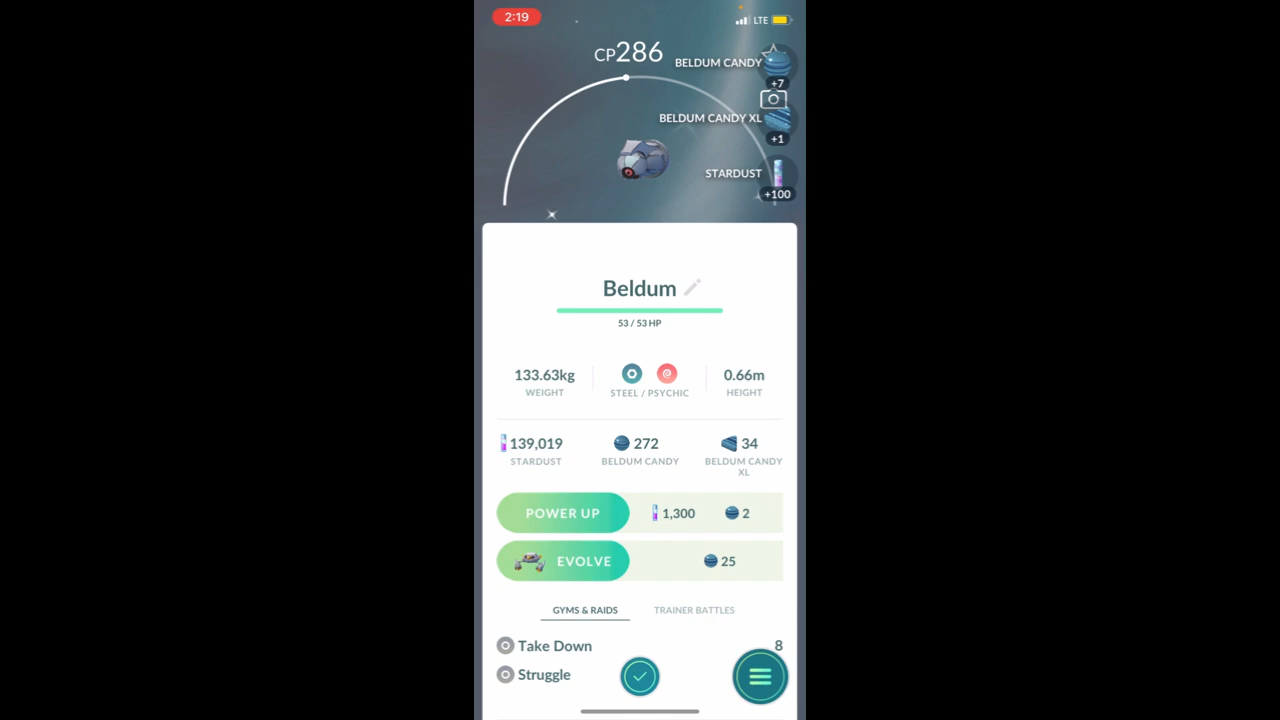 2:19
LTE
CP286
BELDUM CANDY
+7
BELDUM CANDY XL
+1
STARDUST
+100
Beldum
53 / 53 HP
133.63kg
WEIGHT
STEEL / PSYCHIC
0.66m
HEIGHT
139,019
STARDUST
272
BELDUM CANDY
34
BELDUM CANDY
XL
POWER UP 1,300 2
EVOLVE 25
GYMS & RAIDS TRAINER BATTLES
Take Down 8
Struggle